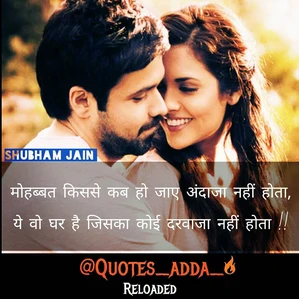 SHUBHAM JAIN
मोहब्बत किससे कब हो जाए अंदाजा नहीं होता,
ये वो घर है जिसका कोई दरवाजा नहीं होता !!
@QUOTES_ADDA_🔥
RELOADED